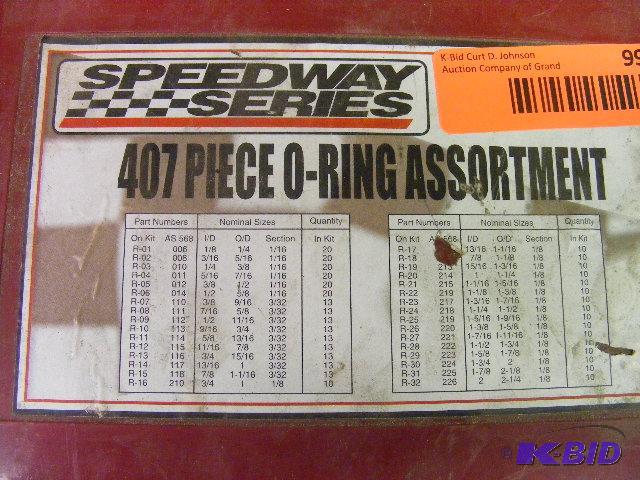 SPEEDWAY
SERIES
K-Bid Curt D. Johnson
Auction Company of Grand
99
407 PIECE O-RING ASSORTMENT
Part Numbers Nominal Sizes Quantity
On Kit AS 568 I/D O/D Section In Kit
R-01 006 1/8 1/4 1/16 20
R-02 008 3/16 5/16 1/16 20
R-03 010 1/4 3/8 1/16 20
R-04 011 5/16 7/16 1/16 20
R-05 012 3/8 1/2 1/16 20
R-06 014 1/2 5/8 1/16 20
R-07 110 3/8 9/16 3/32 13
R-08 111 7/16 5/8 3/32 13
R-09 112 1/2 11/16 3/32 13
R-10 113 9/16 3/4 3/32 13
R-11 114 5/8 13/16 3/32 13
R-12 115 11/16 7/8 3/32 13
R-13 116 3/4 15/16 3/32 13
R-14 117 13/16 1 3/32 13
R-15 118 7/8 1-1/16 3/32 13
R-16 210 3/4 1 1/8 10
Part Numbers Nominal Sizes Quantity
On Kit I/D O/D Section In Kit
R-17 13/16 1-1/16 1/8 10
R-18 7/8 1-1/8 1/8 10
R-19 213 15/16 1-3/16 1/8 10
R-20 214 1 1-1/4 1/8 10
R-21 215 1-1/16 1-5/16 1/8 10
R-22 219 1-1/8 1-3/8 1/8 10
R-23 217 1-3/16 1-7/16 1/8 10
R-24 218 1-1/4 1-1/2 1/8 10
R-25 219 1-5/16 1-9/16 1/8 10
R-26 220 1-3/8 1-5/8 1/8 10
R-27 221 1-7/16 1-11/16 1/8 10
R-28 222 1-1/2 1-3/4 1/8 10
R-29 223 1-5/8 1-7/8 1/8 10
R-30 224 1-3/4 2 1/8 10
R-31 225 1-7/8 2-1/8 1/8 10
R-32 226 2 2-1/4 1/8 10
K-BID